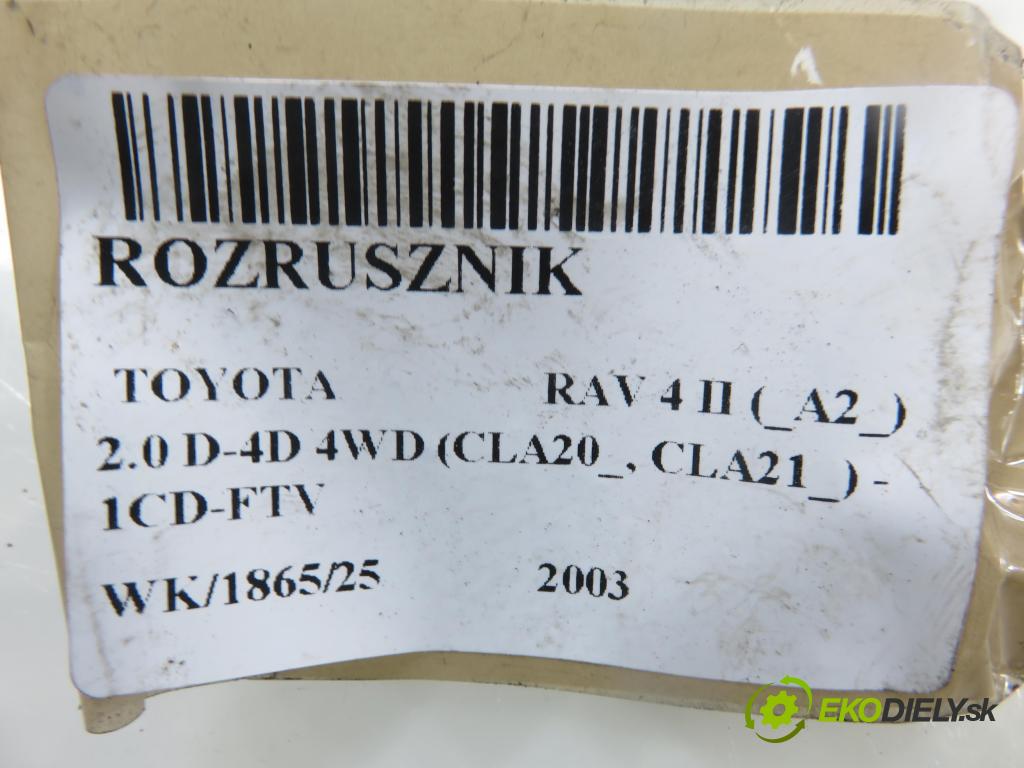 ROZRUSZNIK
TOYOTA RAV 4 II (_A2_)
2.0 D-4D 4WD (CLA20_, CLA21_) -
1CD-FTV
WK/1865/25 2003
EKODIELY.sk